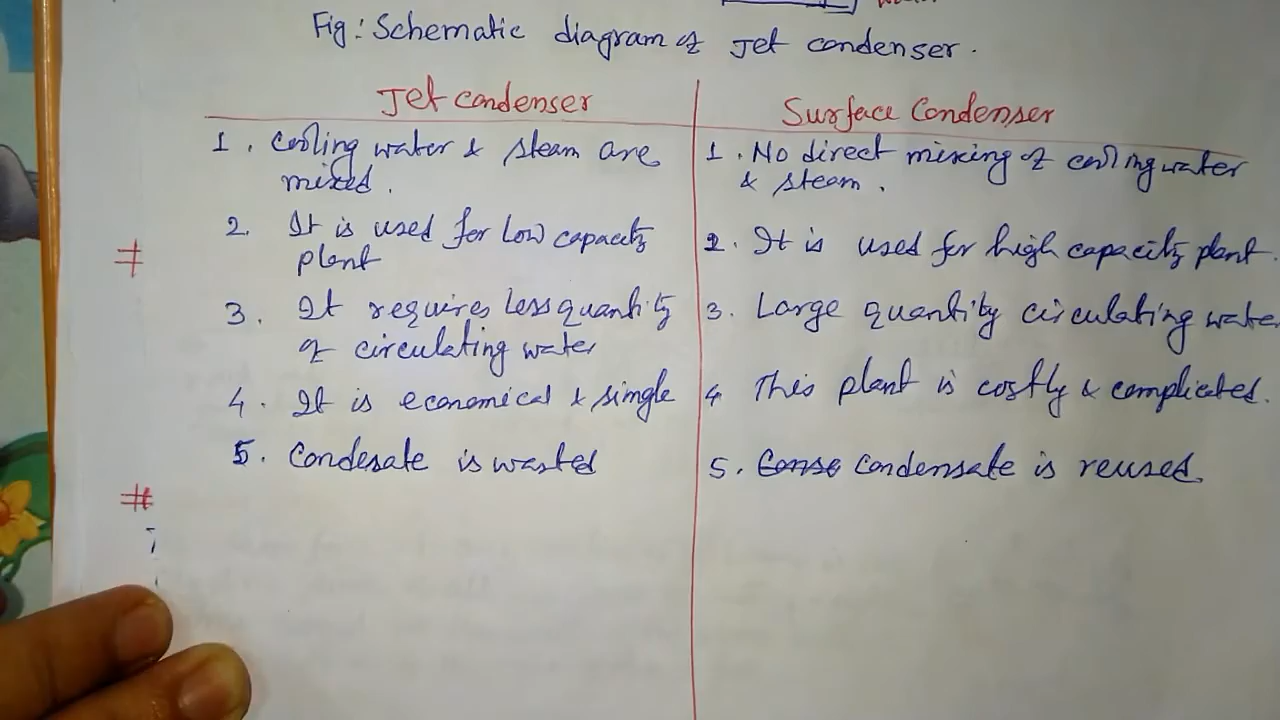 Fig: Schematic diagram of Jet condenser.
Jet condenser
1. Cooling water & steam are
mixed.
2. It is used for low capacity
plant
3. It requires less quantity
of circulating water
4. It is economical & simple
5. Condesate is wasted
Surface Condenser
1. No direct mixing of cooling water
& steam.
2. It is used for high capacity plant.
3. Large quantity circulating water
4. This plant is costly & complicated.
5. Condensate is reused.
#
#